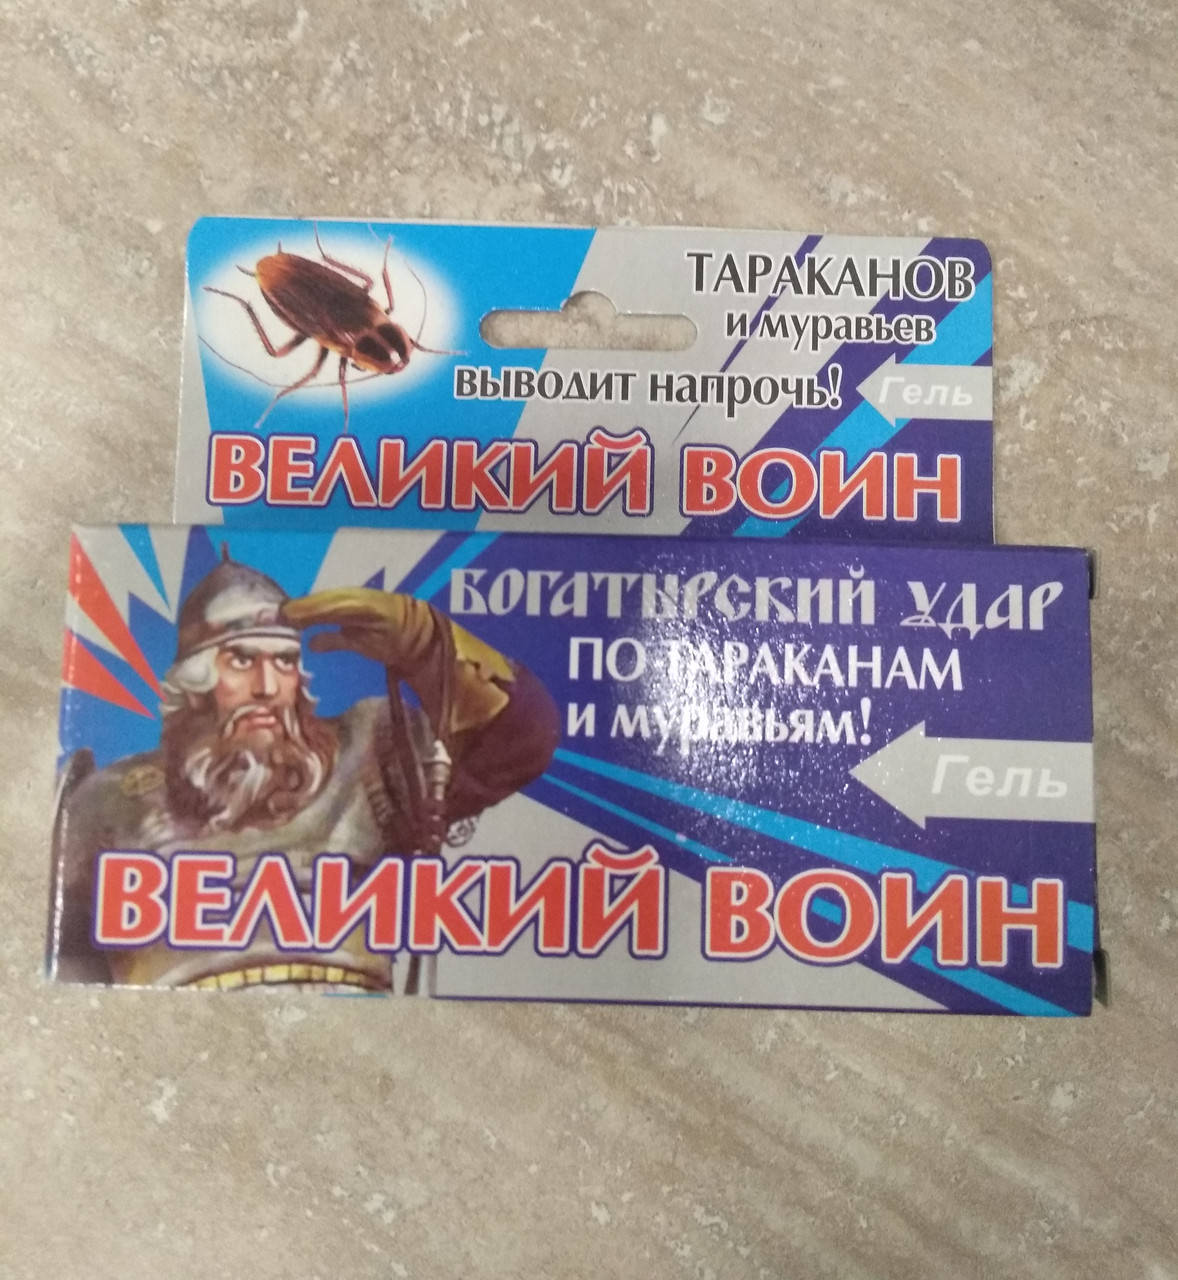 ТАРАКАНОВ
и муравьев
выводит напрочь!
Гель
ВЕЛИКИЙ ВОИН
БОГАТЫРСКИЙ УДАР
ПО ТАРАКАНАМ
и муравьям!
Гель
ВЕЛИКИЙ ВОИН